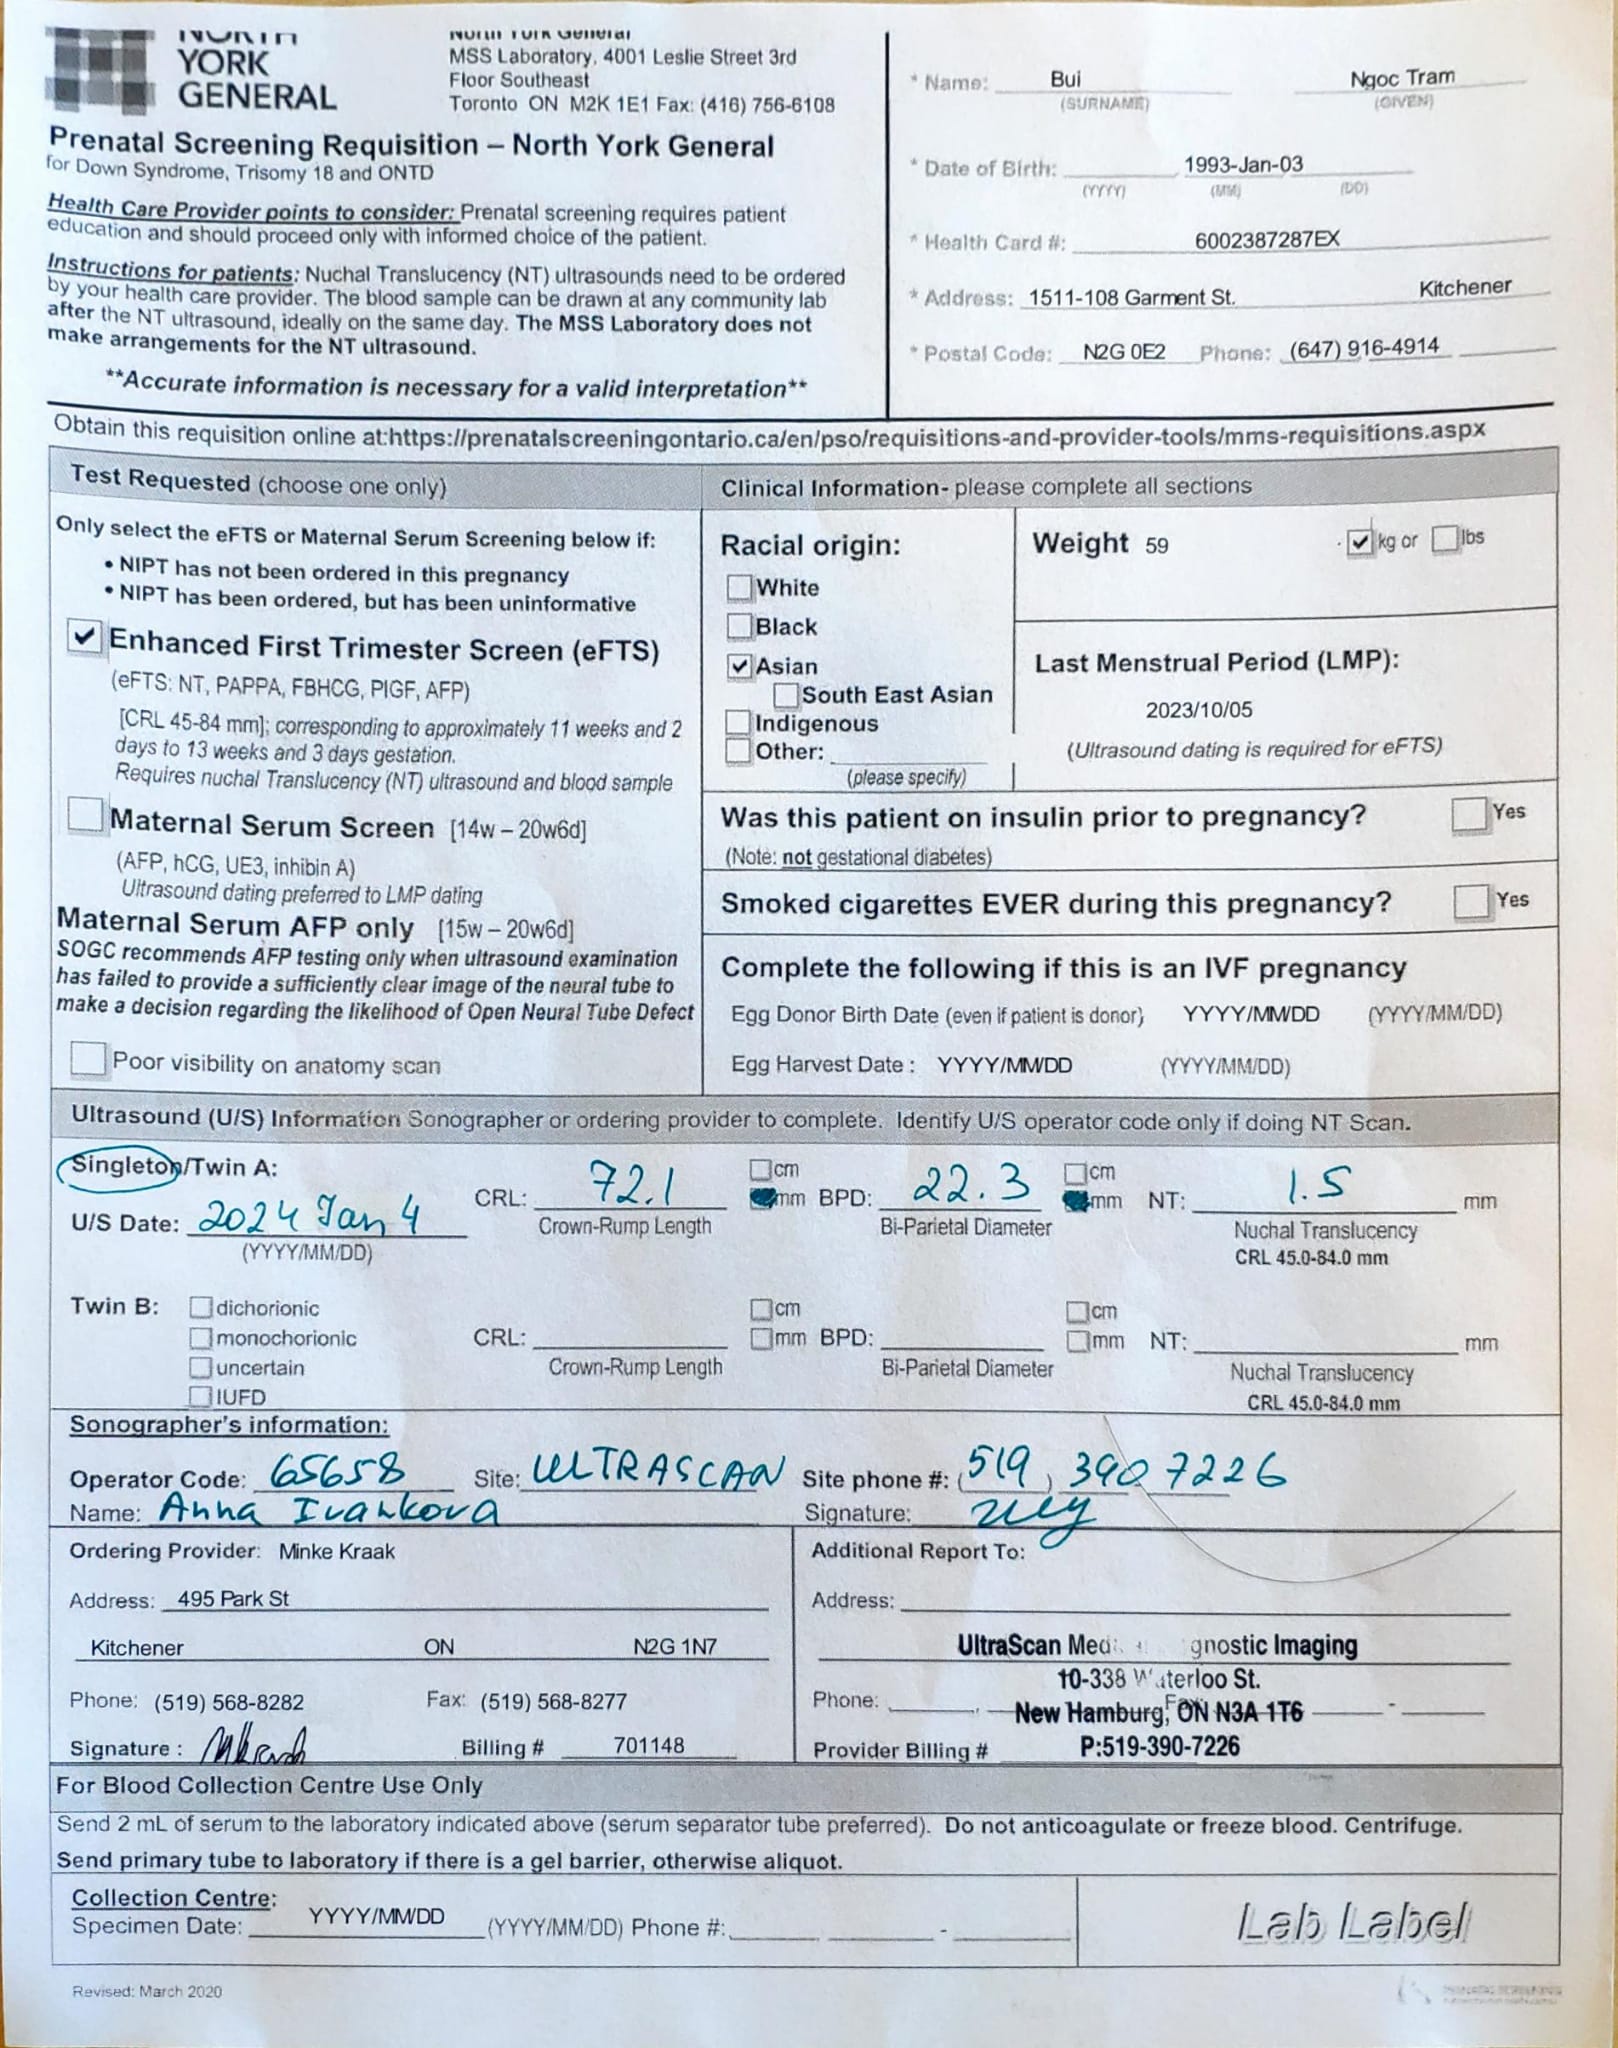 NORTH
YORK
GENERAL
North York General
MSS Laboratory, 4001 Leslie Street 3rd
Floor Southeast
Toronto ON M2K 1E1 Fax: (416) 756-6108
Prenatal Screening Requisition – North York General
for Down Syndrome, Trisomy 18 and ONTD
Health Care Provider points to consider: Prenatal screening requires patient
education and should proceed only with informed choice of the patient.
Instructions for patients: Nuchal Translucency (NT) ultrasounds need to be ordered
by your health care provider. The blood sample can be drawn at any community lab
after the NT ultrasound, ideally on the same day. The MSS Laboratory does not
make arrangements for the NT ultrasound.
**Accurate information is necessary for a valid interpretation**
* Name: Bui Ngoc Tram
(SURNAME) (GIVEN)
* Date of Birth: 1993-Jan-03
(YYYY) (MM) (DD)
* Health Card #: 6002387287EX
* Address: 1511-108 Garment St. Kitchener
* Postal Code: N2G 0E2 Phone: (647) 916-4914
Obtain this requisition online at:https://prenatalscreeningontario.ca/en/pso/requisitions-and-provider-tools/mms-requisitions.aspx
Test Requested (choose one only)
Only select the eFTS or Maternal Serum Screening below if:
• NIPT has not been ordered in this pregnancy
• NIPT has been ordered, but has been uninformative
Enhanced First Trimester Screen (eFTS)
(eFTS: NT, PAPPA, FBHCG, PIGF, AFP)
[CRL 45-84 mm]; corresponding to approximately 11 weeks and 2
days to 13 weeks and 3 days gestation.
Requires nuchal Translucency (NT) ultrasound and blood sample
Maternal Serum Screen [14w – 20w6d]
(AFP, hCG, UE3, inhibin A)
Ultrasound dating preferred to LMP dating
Maternal Serum AFP only [15w – 20w6d]
SOGC recommends AFP testing only when ultrasound examination
has failed to provide a sufficiently clear image of the neural tube to
make a decision regarding the likelihood of Open Neural Tube Defect
Poor visibility on anatomy scan
Clinical Information- please complete all sections
Racial origin:
White
Black
Asian
South East Asian
Indigenous
Other:
(please specify)
Weight 59 kg or lbs
Last Menstrual Period (LMP):
2023/10/05
(Ultrasound dating is required for eFTS)
Was this patient on insulin prior to pregnancy? Yes
(Note: not gestational diabetes)
Smoked cigarettes EVER during this pregnancy? Yes
Complete the following if this is an IVF pregnancy
Egg Donor Birth Date (even if patient is donor) YYYY/MM/DD (YYYY/MM/DD)
Egg Harvest Date : YYYY/MM/DD (YYYY/MM/DD)
Ultrasound (U/S) Information Sonographer or ordering provider to complete. Identify U/S operator code only if doing NT Scan.
Singleton/Twin A:
U/S Date: 2024 Jan 4
(YYYY/MM/DD)
CRL: 72.1 cm mm BPD: 22.3 cm mm NT: 1.5 mm
Crown-Rump Length Bi-Parietal Diameter Nuchal Translucency
CRL 45.0-84.0 mm
Twin B: dichorionic
monochorionic
uncertain
IUFD
CRL: cm mm BPD: cm mm NT: mm
Crown-Rump Length Bi-Parietal Diameter Nuchal Translucency
CRL 45.0-84.0 mm
Sonographer's information:
Operator Code: 65658 Site: ULTRASCAN Site phone #: (519) 390 7226
Name: Anna Ivankova Signature:
Ordering Provider: Minke Kraak
Address: 495 Park St
Kitchener ON N2G 1N7
Phone: (519) 568-8282 Fax: (519) 568-8277
Signature : Billing # 701148
Additional Report To:
Address:
UltraScan Med gnostic Imaging
10-338 Waterloo St.
Phone: New Hamburg, ON N3A 1T6
Provider Billing # P:519-390-7226
For Blood Collection Centre Use Only
Send 2 mL of serum to the laboratory indicated above (serum separator tube preferred). Do not anticoagulate or freeze blood. Centrifuge.
Send primary tube to laboratory if there is a gel barrier, otherwise aliquot.
Collection Centre:
Specimen Date: YYYY/MM/DD (YYYY/MM/DD) Phone #: -
Lab Label
Revised: March 2020